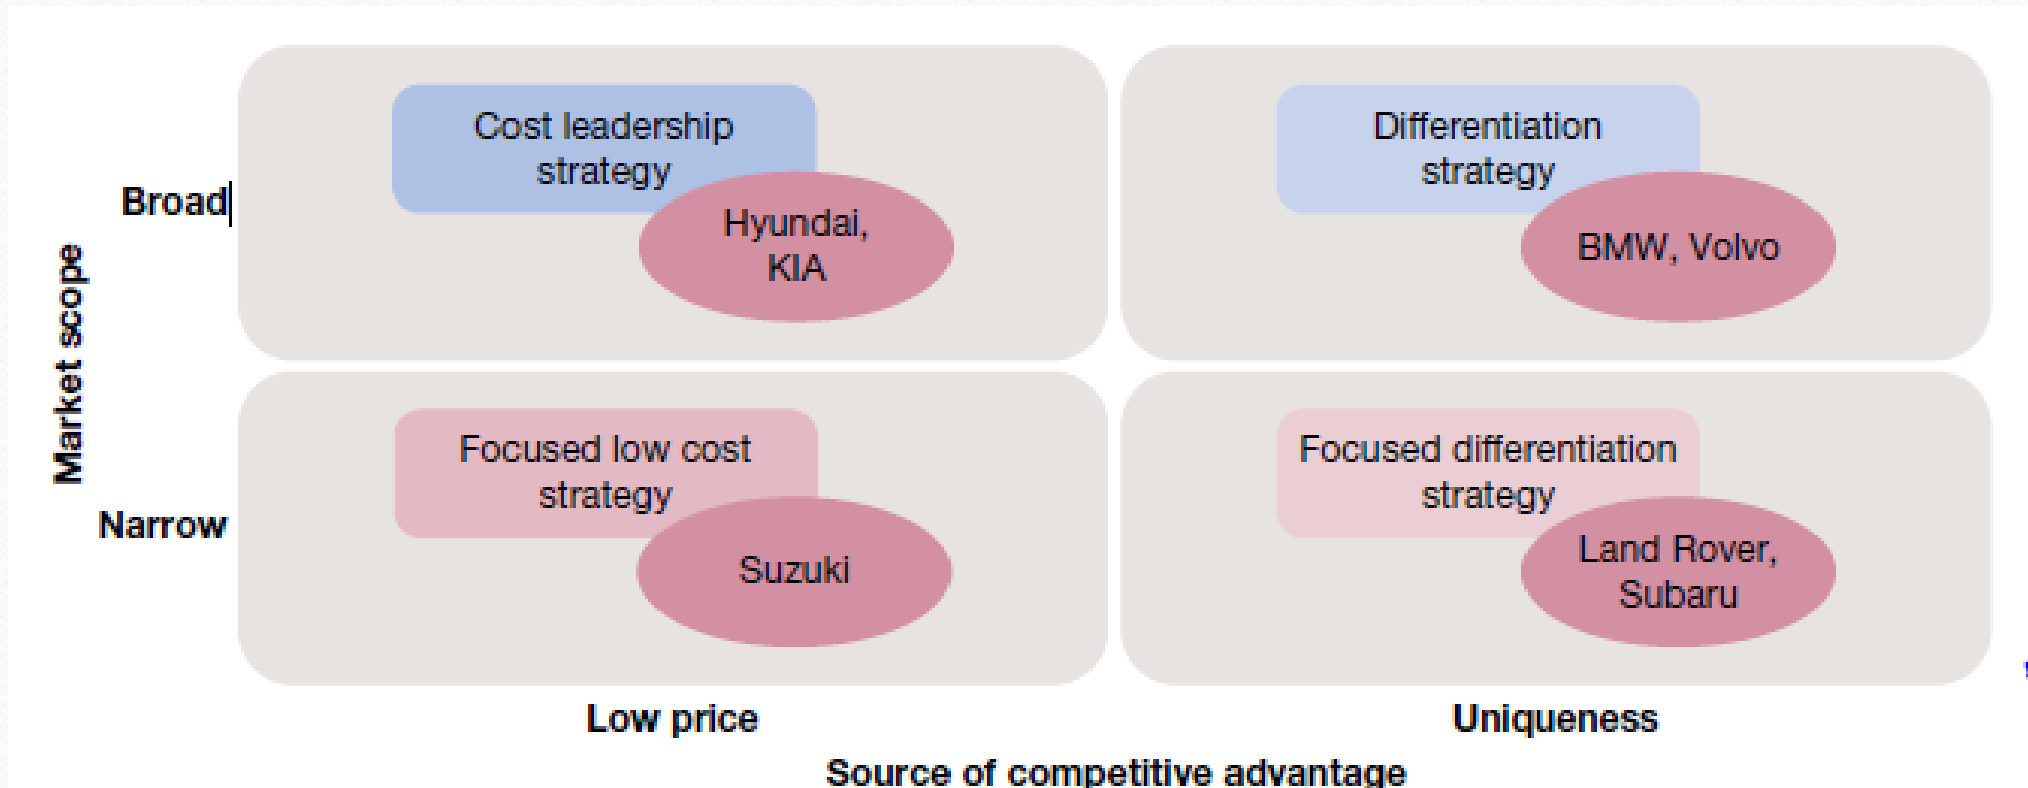 Cost leadership
strategy
Hyundai,
KIA
Differentiation
strategy
BMW, Volvo
Broad
Market scope
Focused low cost
strategy
Suzuki
Focused differentiation
strategy
Land Rover,
Subaru
Narrow
Low price
Uniqueness
Source of competitive advantage